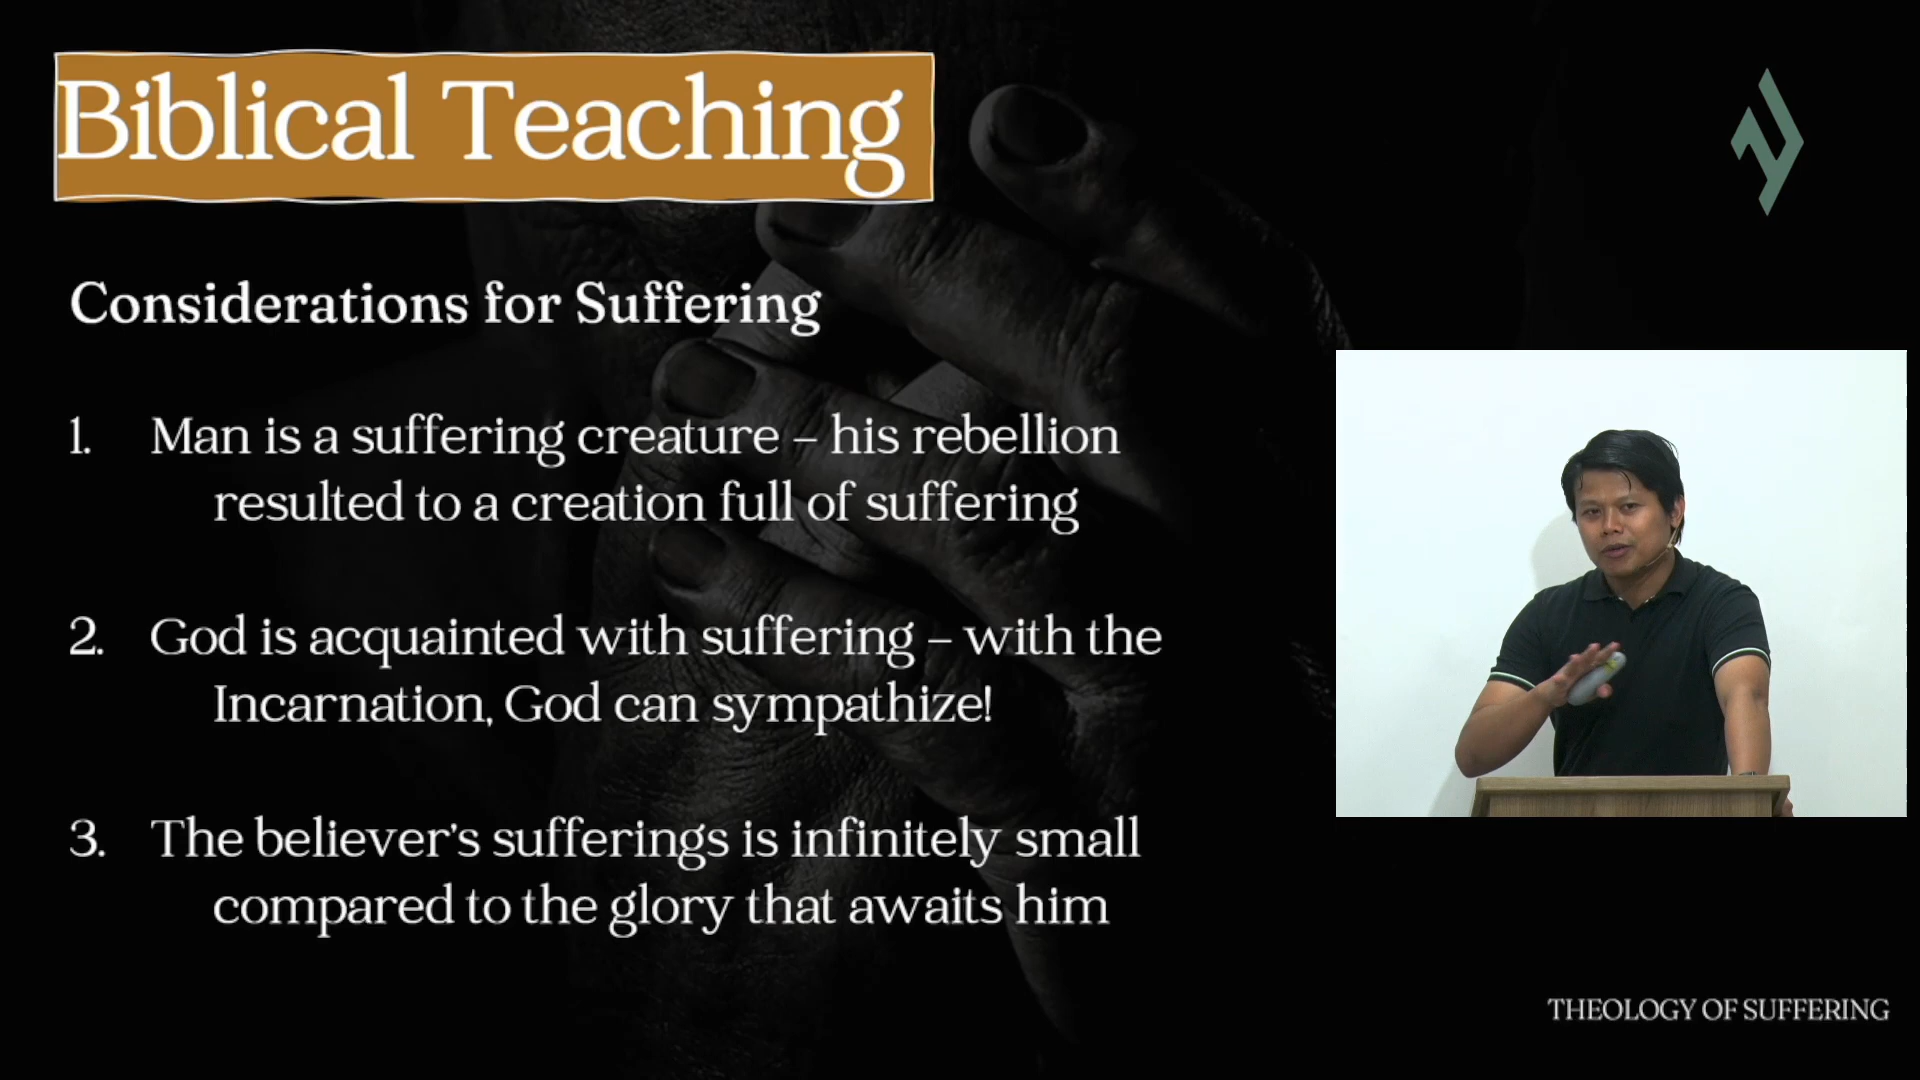 Biblical Teaching
Considerations for Suffering
1. Man is a suffering creature – his rebellion
resulted to a creation full of suffering
2. God is acquainted with suffering – with the
Incarnation, God can sympathize!
3. The believer's sufferings is infinitely small
compared to the glory that awaits him
THEOLOGY OF SUFFERING